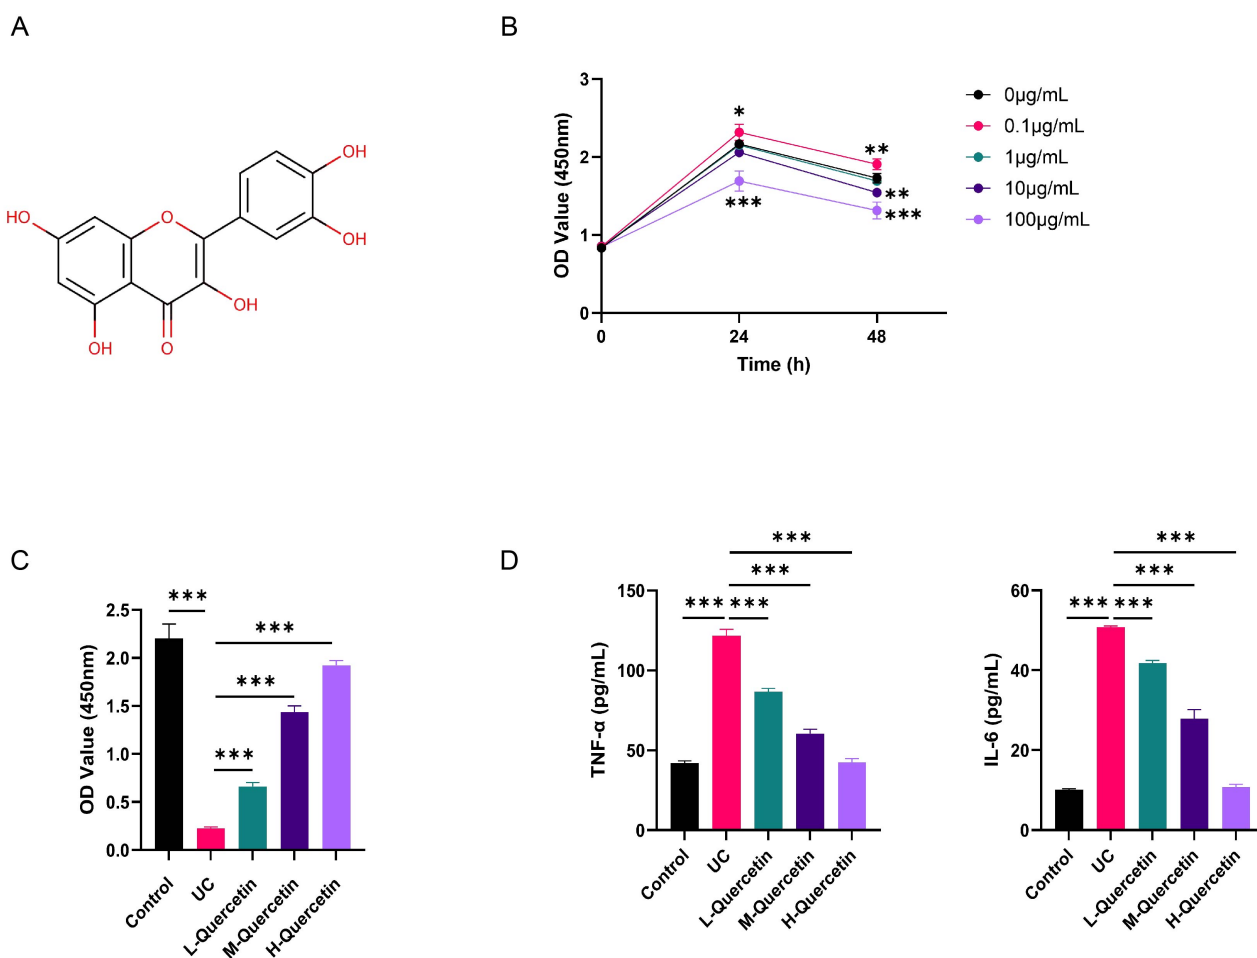 A
OH
HO
O
OH
OH
OH
O
B
3
2
1
0
OD Value (450nm)
*
**
**
***
***
0
24
48
Time (h)
0μg/mL
0.1μg/mL
1μg/mL
10μg/mL
100μg/mL
C
***
***
***
***
2.5
2.0
1.5
1.0
0.5
0.0
OD Value (450nm)
Control
UC
L-Quercetin
M-Quercetin
H-Quercetin
D
***
***
*** ***
150
100
50
0
TNF-α (pg/mL)
Control
UC
L-Quercetin
M-Quercetin
H-Quercetin
***
***
*** ***
60
40
20
0
IL-6 (pg/mL)
Control
UC
L-Quercetin
M-Quercetin
H-Quercetin